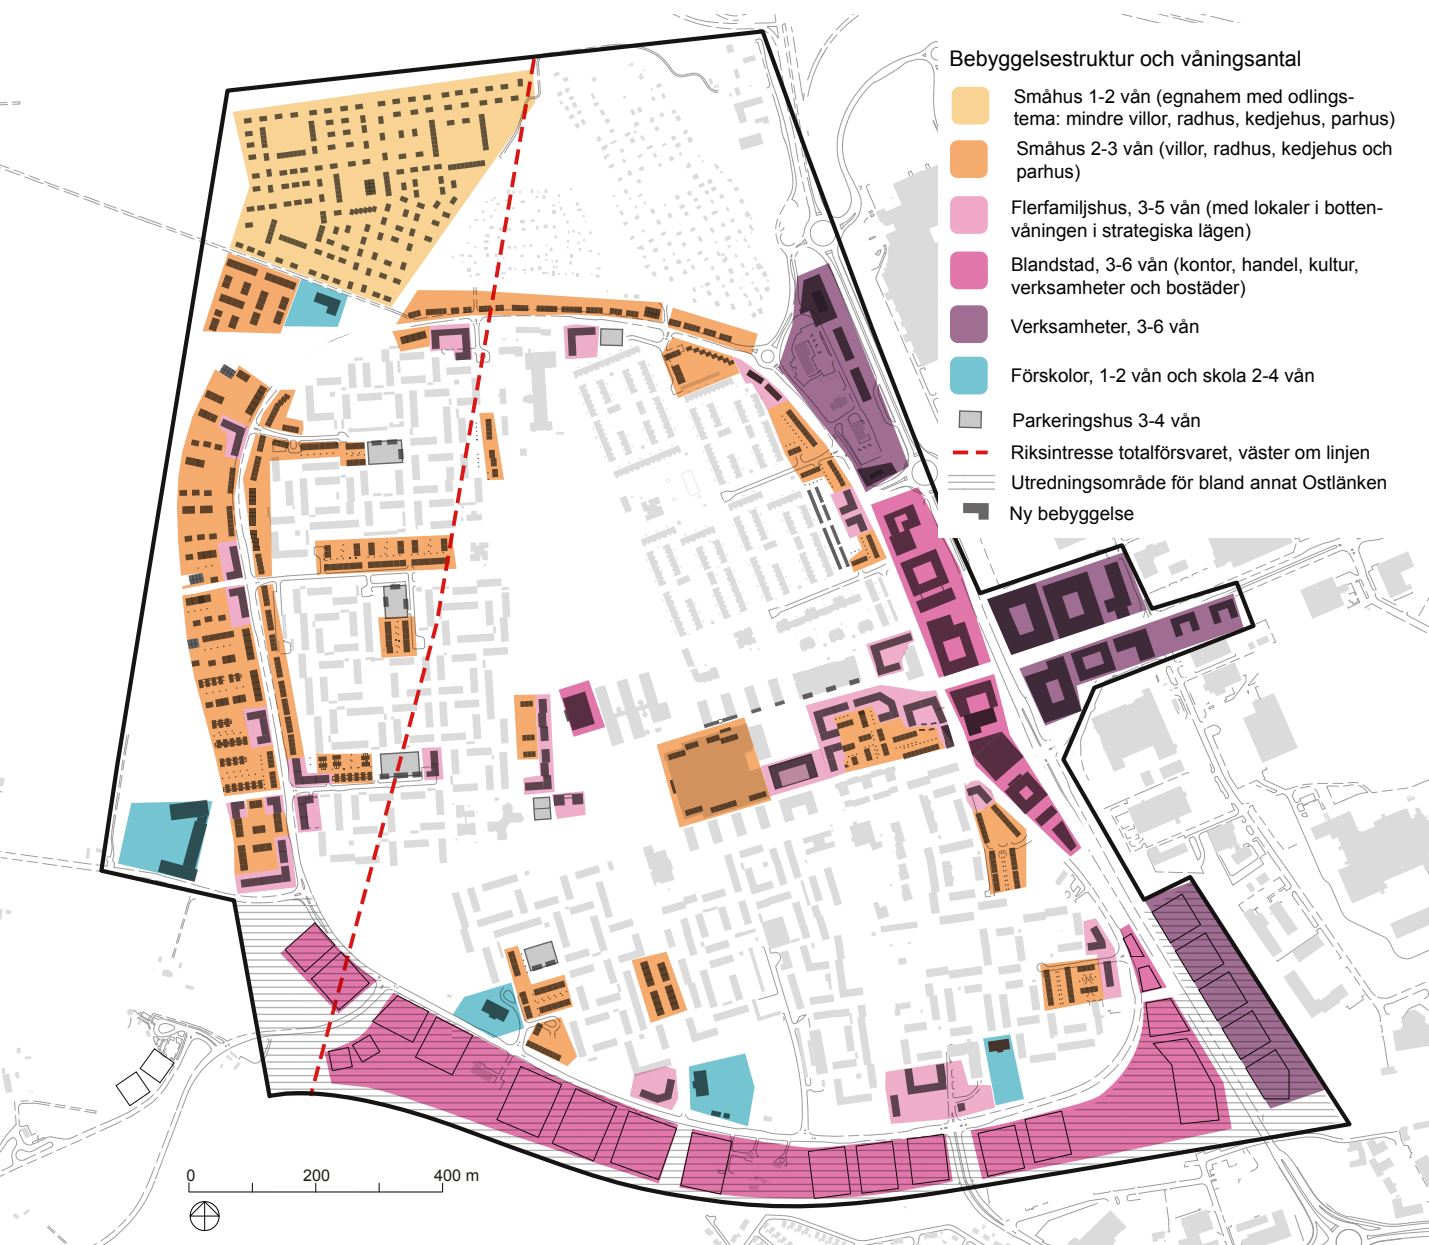 Bebyggelsestruktur och våningsantal
Småhus 1-2 vån (egnahem med odlings-
tema: mindre villor, radhus, kedjehus, parhus)
Småhus 2-3 vån (villor, radhus, kedjehus och
parhus)
Flerfamiljshus, 3-5 vån (med lokaler i botten-
våningen i strategiska lägen)
Blandstad, 3-6 vån (kontor, handel, kultur,
verksamheter och bostäder)
Verksamheter, 3-6 vån
Förskolor, 1-2 vån och skola 2-4 vån
Parkeringshus 3-4 vån
Riksintresse totalförsvaret, väster om linjen
Utredningsområde för bland annat Ostlänken
Ny bebyggelse
0 200 400 m